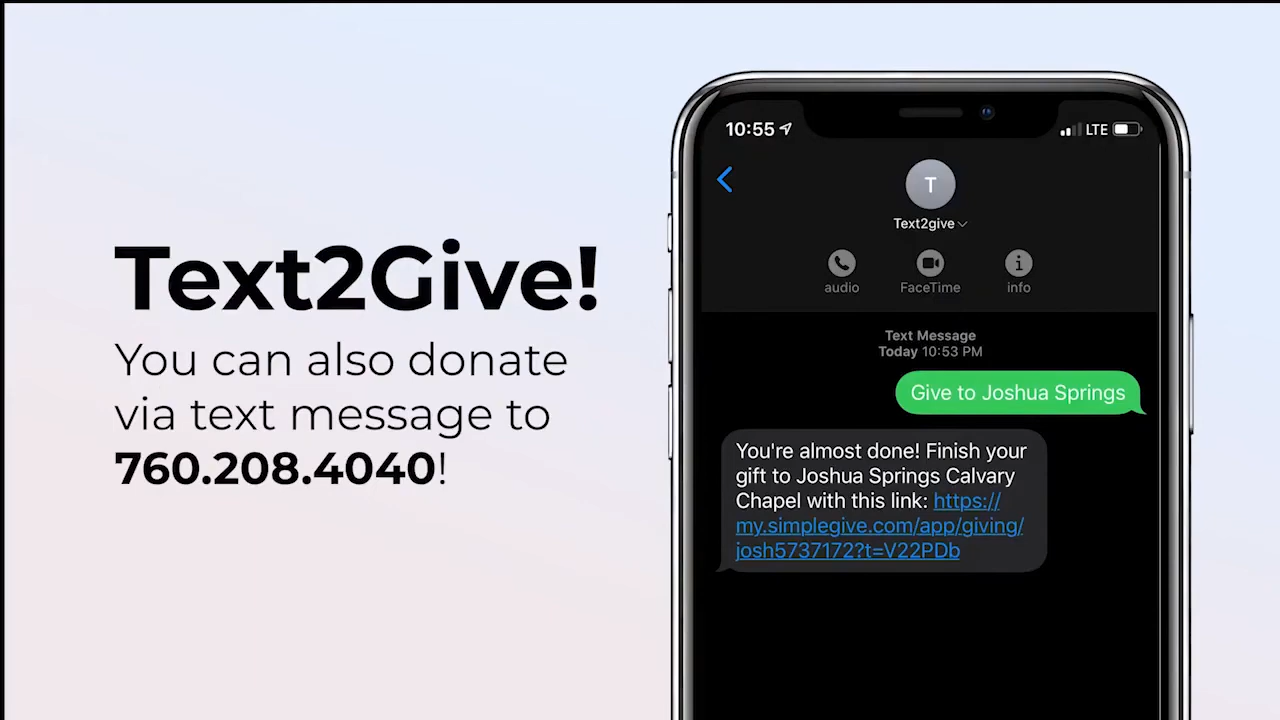 Text2Give!
You can also donate
via text message to
760.208.4040!
10:55
LTE
T
Text2give
audio
FaceTime
info
Text Message
Today 10:53 PM
Give to Joshua Springs
You're almost done! Finish your
gift to Joshua Springs Calvary
Chapel with this link: https://
my.simplegive.com/app/giving/
josh5737172?t=V22PDb